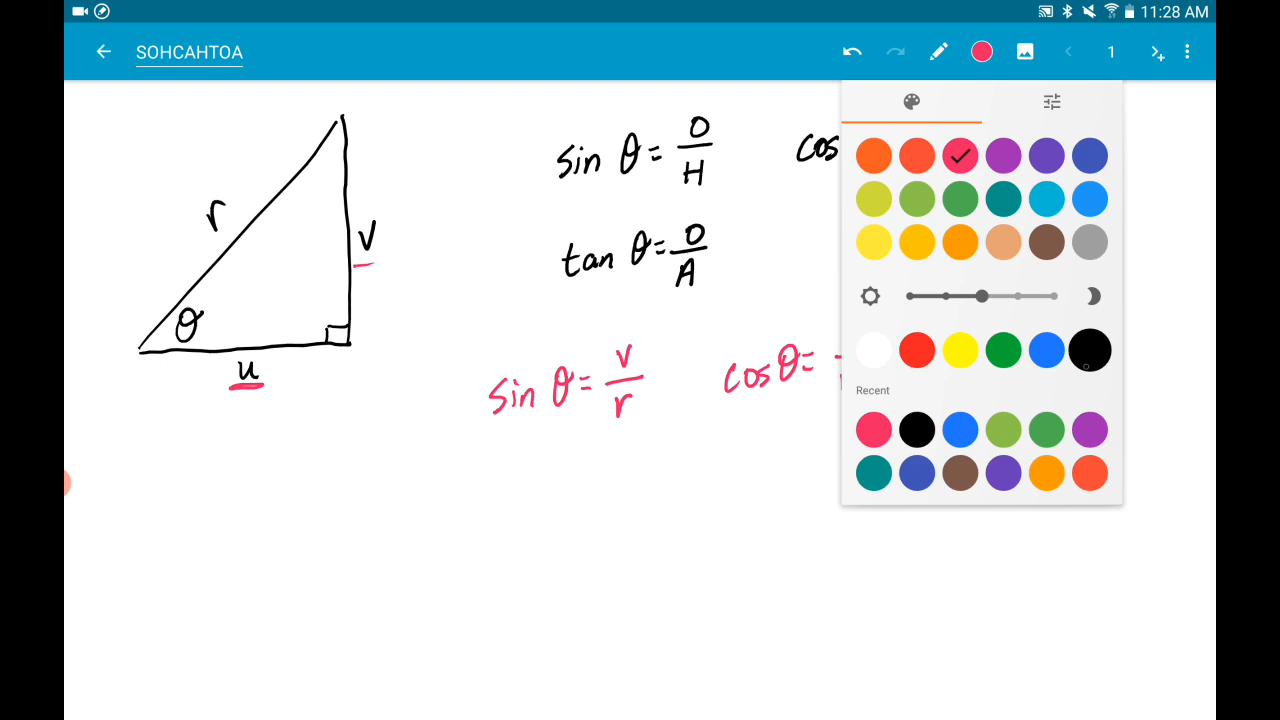 11:28 AM
SOHCAHTOA
1
sin θ = O/H
cos
r
v
tan θ = O/A
θ
u
sin θ = v/r
cos θ =
Recent